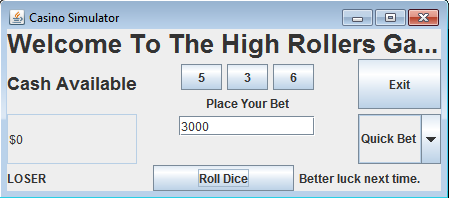 Casino Simulator
Welcome To The High Rollers Ga...
Cash Available
5 3 6
Exit
Place Your Bet
$0
3000
Quick Bet
LOSER
Roll Dice
Better luck next time.